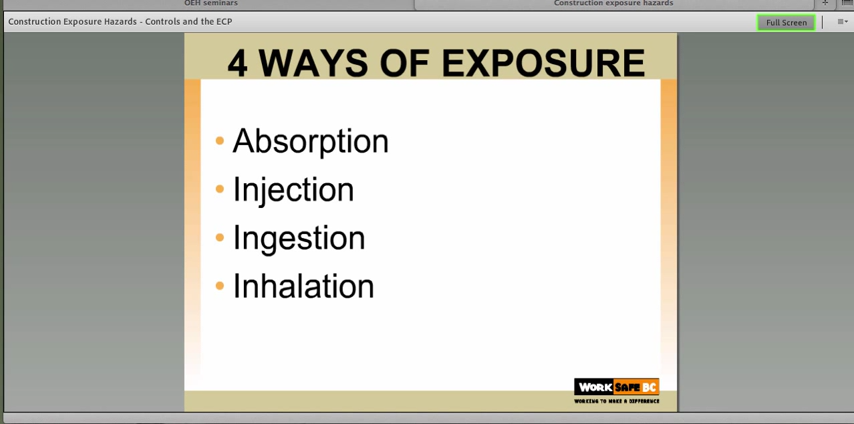 OEH seminars
Construction exposure hazards
Construction Exposure Hazards - Controls and the ECP
Full Screen
4 WAYS OF EXPOSURE
• Absorption
• Injection
• Ingestion
• Inhalation
WORK SAFE BC
WORKING TO MAKE A DIFFERENCE